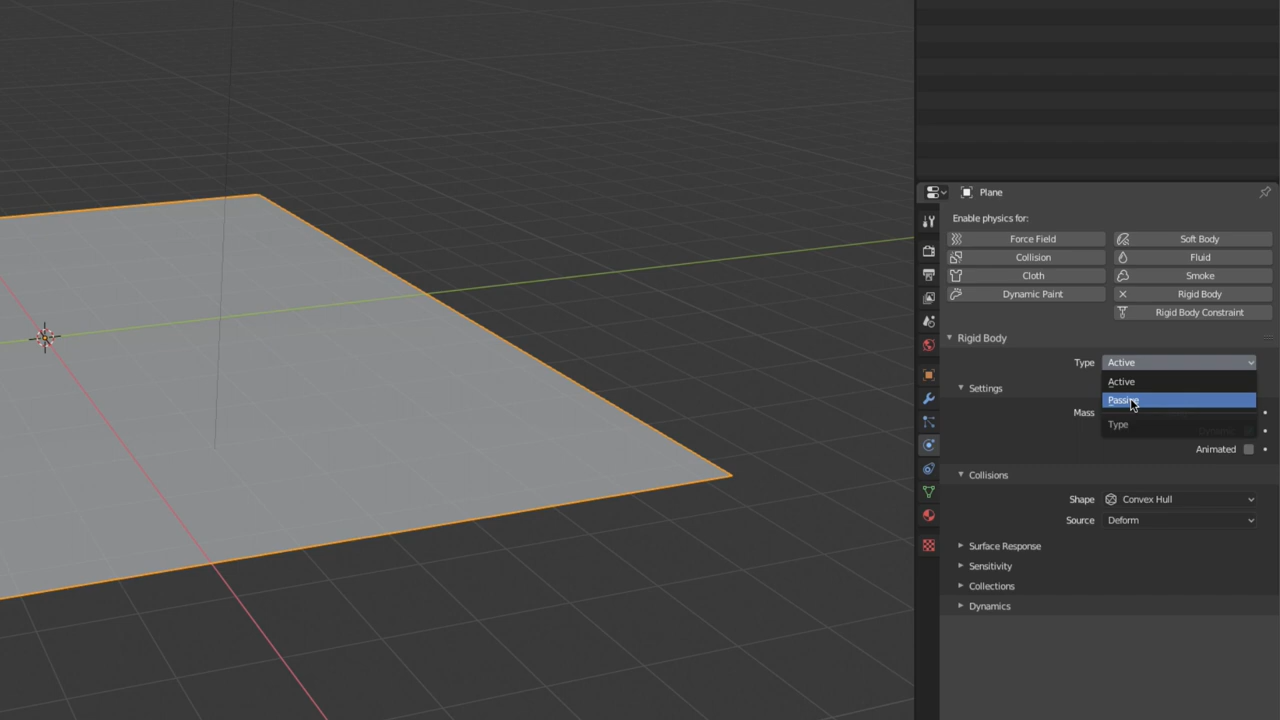 Plane
Enable physics for:
Force Field
Soft Body
Collision
Fluid
Cloth
Smoke
Dynamic Paint
Rigid Body
Rigid Body Constraint
Rigid Body
Type Active
Active
Settings
Passive
Mass
Type
Animated
Collisions
Shape Convex Hull
Source Deform
Surface Response
Sensitivity
Collections
Dynamics